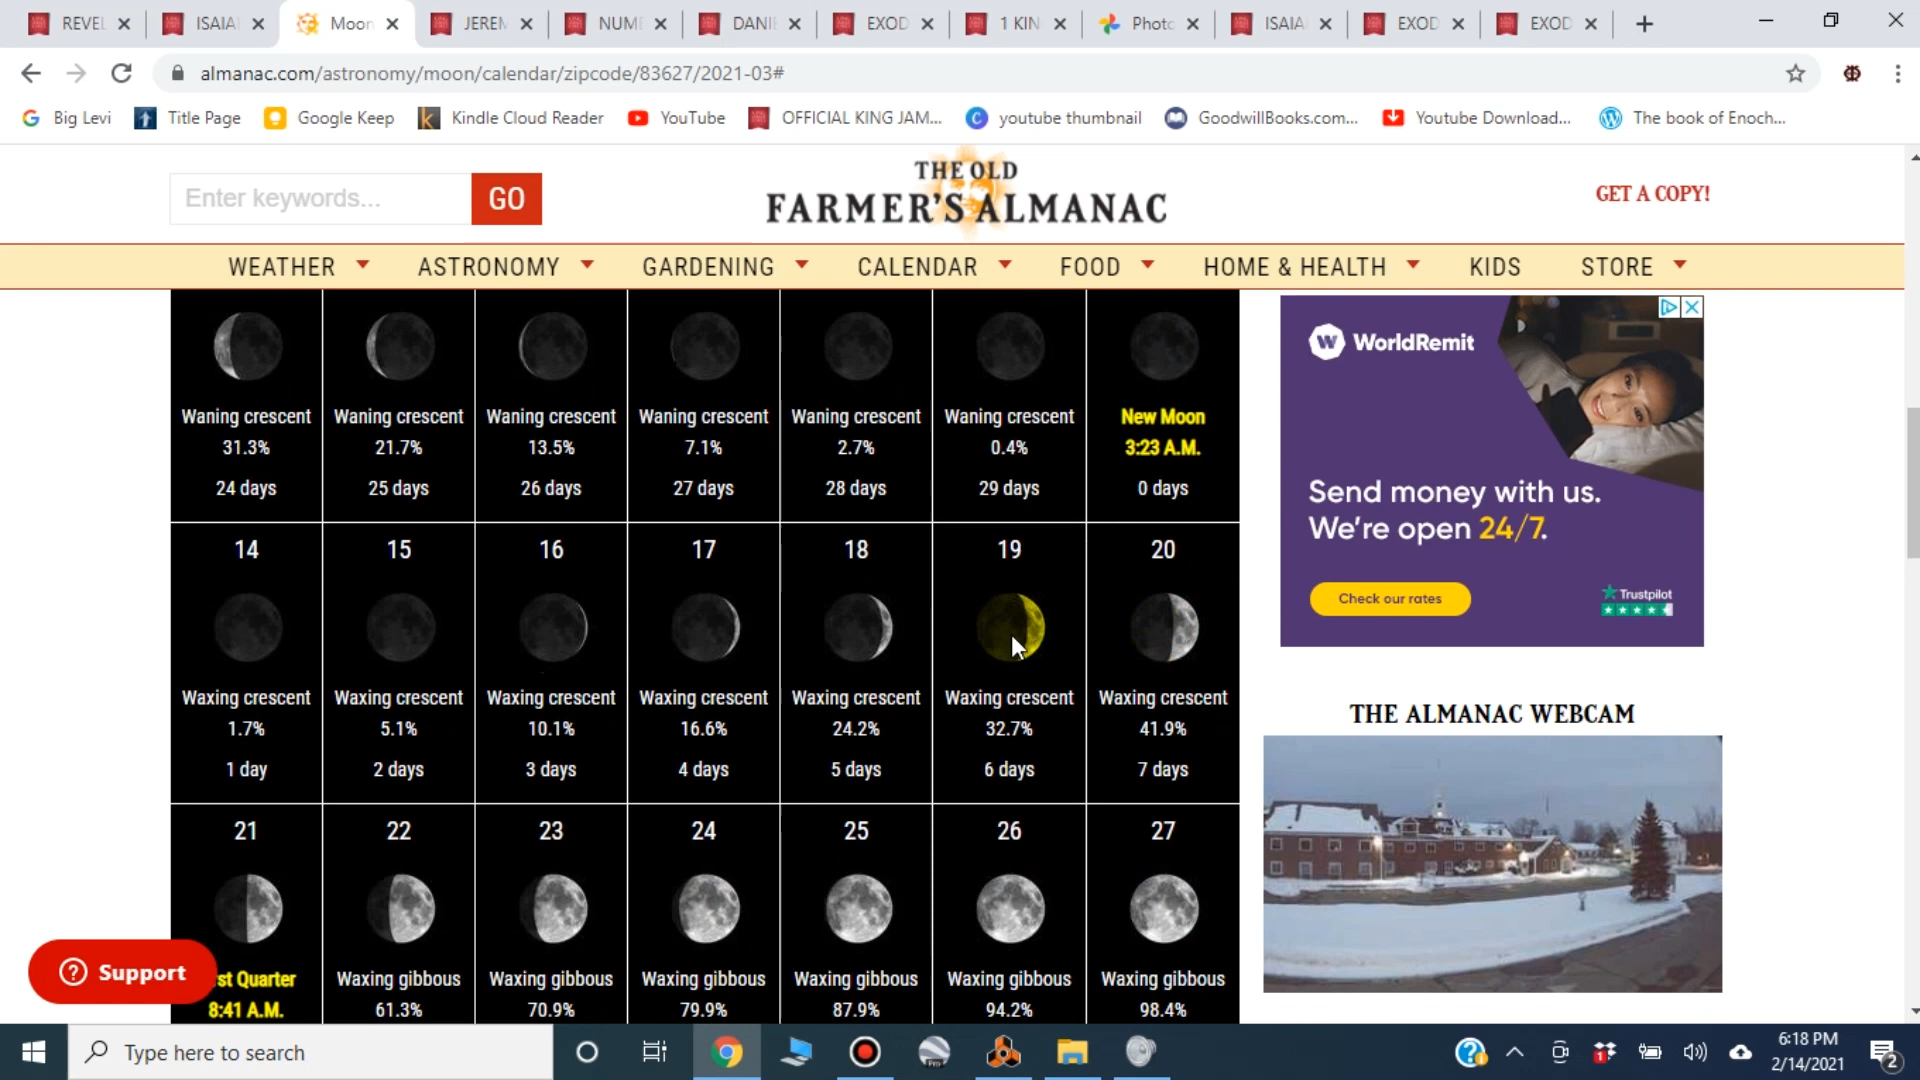 REVEL ISAIA Moon JEREM NUME DANIE EXOD 1 KIN Photo ISAIA EXOD EXOD
almanac.com/astronomy/moon/calendar/zipcode/83627/2021-03#
Big Levi Title Page Google Keep Kindle Cloud Reader YouTube OFFICIAL KING JAM... youtube thumbnail GoodwillBooks.com... Youtube Download... The book of Enoch...
Enter keywords... GO
THE OLD
FARMER'S ALMANAC
GET A COPY!
WEATHER ASTRONOMY GARDENING CALENDAR FOOD HOME & HEALTH KIDS STORE
Waning crescent Waning crescent Waning crescent Waning crescent Waning crescent Waning crescent New Moon
31.3% 21.7% 13.5% 7.1% 2.7% 0.4% 3:23 A.M.
24 days 25 days 26 days 27 days 28 days 29 days 0 days
14 15 16 17 18 19 20
Waxing crescent Waxing crescent Waxing crescent Waxing crescent Waxing crescent Waxing crescent Waxing crescent
1.7% 5.1% 10.1% 16.6% 24.2% 32.7% 41.9%
1 day 2 days 3 days 4 days 5 days 6 days 7 days
21 22 23 24 25 26 27
st Quarter Waxing gibbous Waxing gibbous Waxing gibbous Waxing gibbous Waxing gibbous Waxing gibbous
8:41 A.M. 61.3% 70.9% 79.9% 87.9% 94.2% 98.4%
Support
W WorldRemit
Send money with us.
We're open 24/7.
Check our rates
Trustpilot
THE ALMANAC WEBCAM
Type here to search
6:18 PM
2/14/2021
1
2